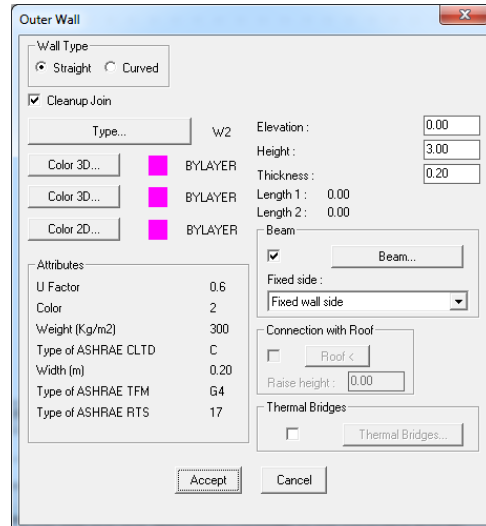 Outer Wall
Wall Type
Straight Curved
Cleanup Join
Type... W2
Color 3D... BYLAYER
Color 3D... BYLAYER
Color 2D... BYLAYER
Attributes
U Factor 0.6
Color 2
Weight (Kg/m2) 300
Type of ASHRAE CLTD C
Width (m) 0.20
Type of ASHRAE TFM G4
Type of ASHRAE RTS 17
Elevation : 0.00
Height : 3.00
Thickness : 0.20
Length 1 : 0.00
Length 2 : 0.00
Beam
Beam...
Fixed side :
Fixed wall side
Connection with Roof
Roof <
Raise height : 0.00
Thermal Bridges
Thermal Bridges...
Accept Cancel